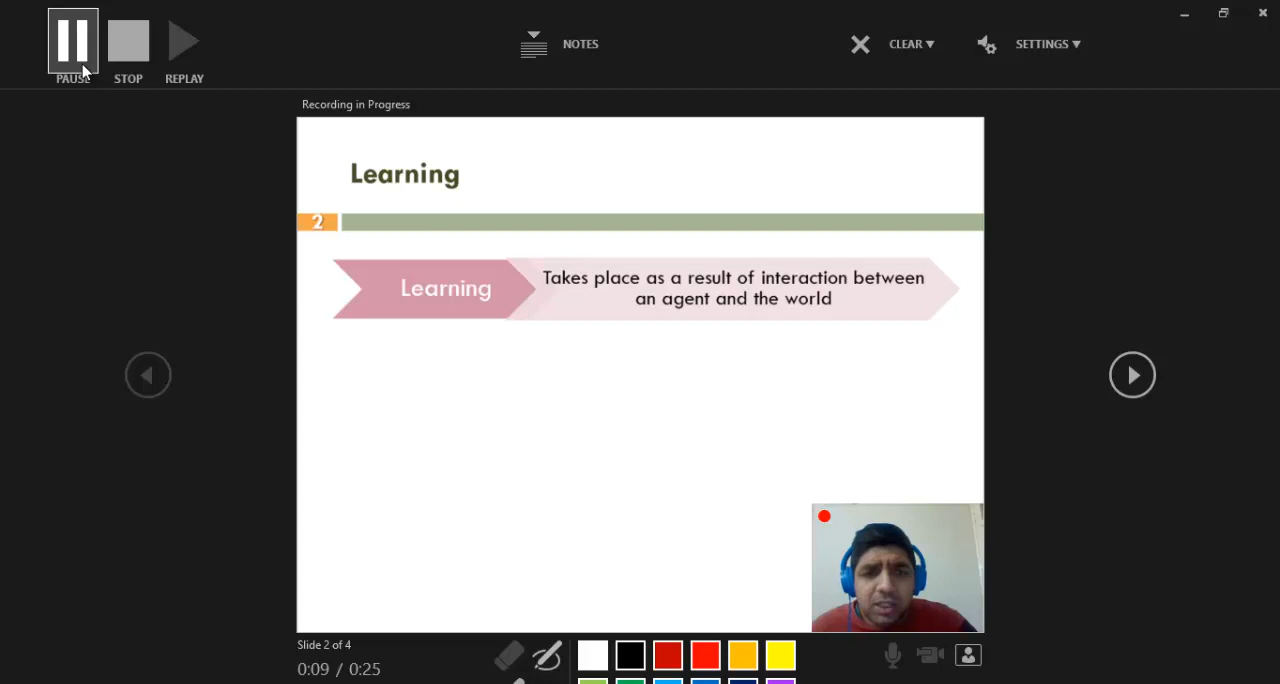 PAUSE
STOP
REPLAY
NOTES
CLEAR
SETTINGS
Recording in Progress
Learning
2
Learning
Takes place as a result of interaction between
an agent and the world
Slide 2 of 4
0:09 / 0:25